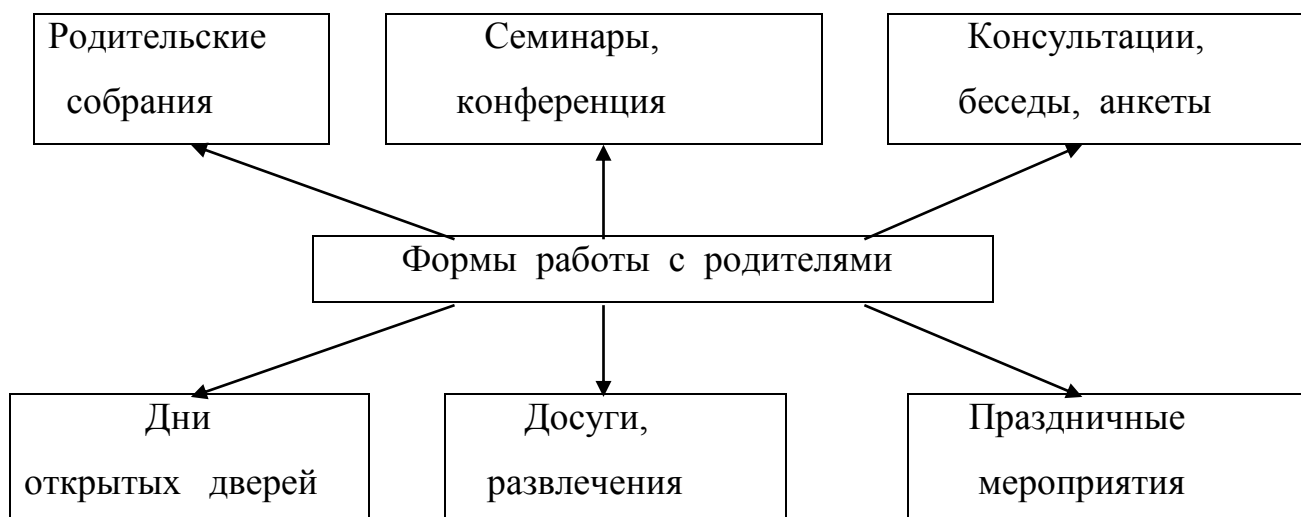 Родительские
собрания
Семинары,
конференция
Консультации,
беседы, анкеты
Формы работы с родителями
Дни
открытых дверей
Досуги,
развлечения
Праздничные
мероприятия